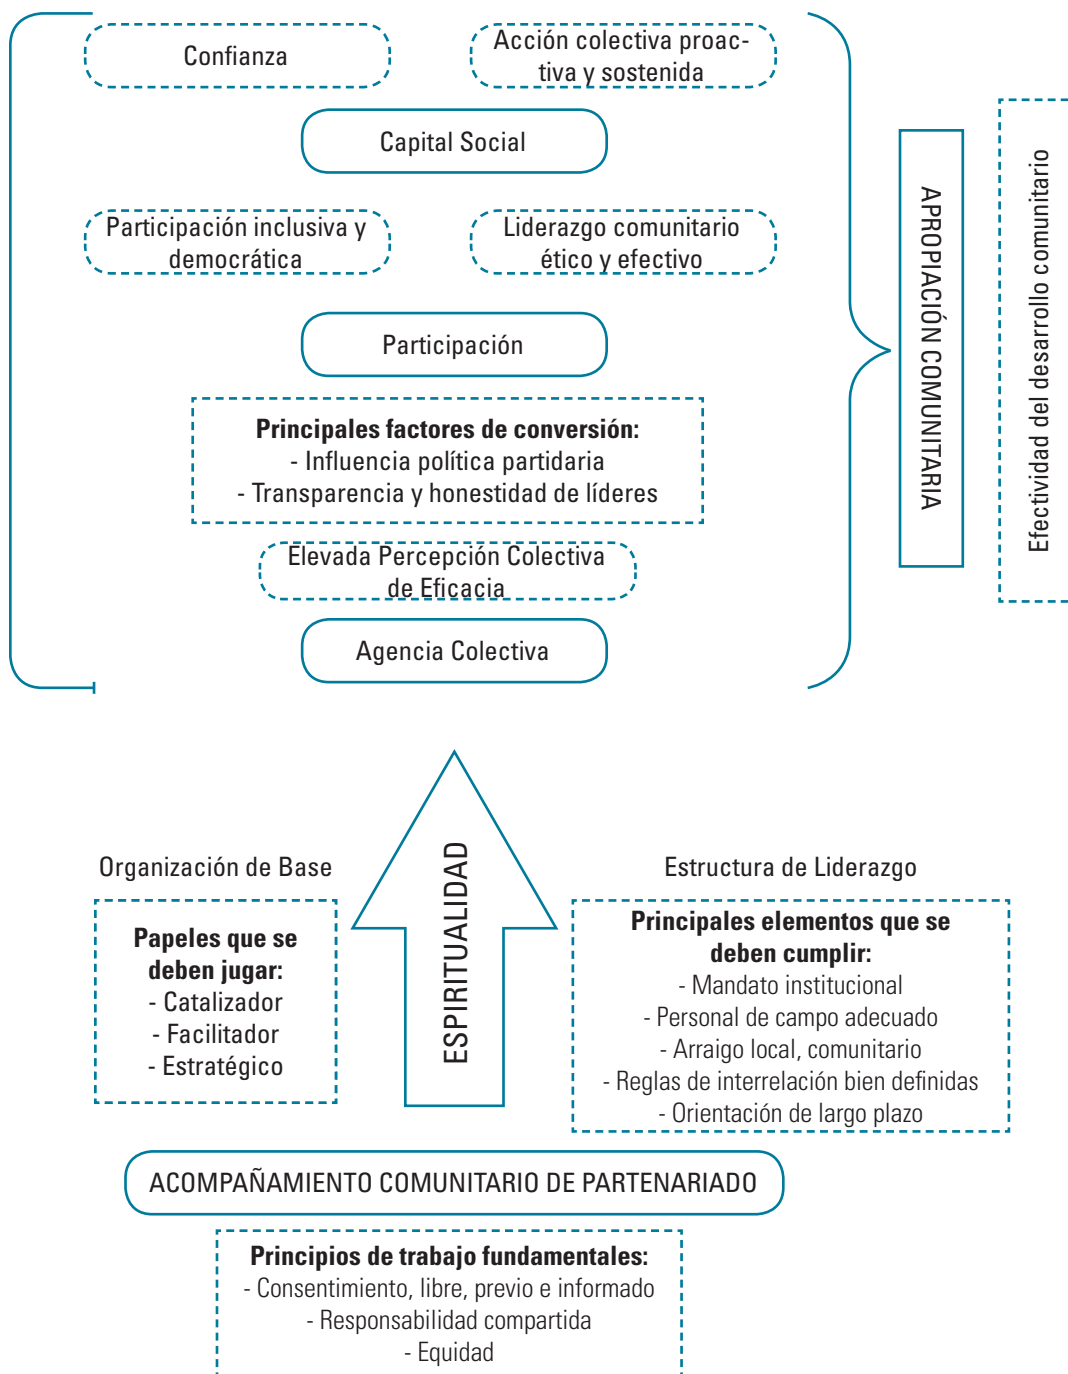 Confianza
Acción colectiva proac-
tiva y sostenida
Capital Social
Participación inclusiva y
democrática
Liderazgo comunitario
ético y efectivo
Participación
Principales factores de conversión:
- Influencia política partidaria
- Transparencia y honestidad de líderes
Elevada Percepción Colectiva
de Eficacia
Agencia Colectiva
APROPIACIÓN COMUNITARIA
Efectividad del desarrollo comunitario
ESPIRITUALIDAD
Organización de Base
Papeles que se
deben jugar:
- Catalizador
- Facilitador
- Estratégico
Estructura de Liderazgo
Principales elementos que se
deben cumplir:
- Mandato institucional
- Personal de campo adecuado
- Arraigo local, comunitario
- Reglas de interrelación bien definidas
- Orientación de largo plazo
ACOMPAÑAMIENTO COMUNITARIO DE PARTENARIADO
Principios de trabajo fundamentales:
- Consentimiento, libre, previo e informado
- Responsabilidad compartida
- Equidad